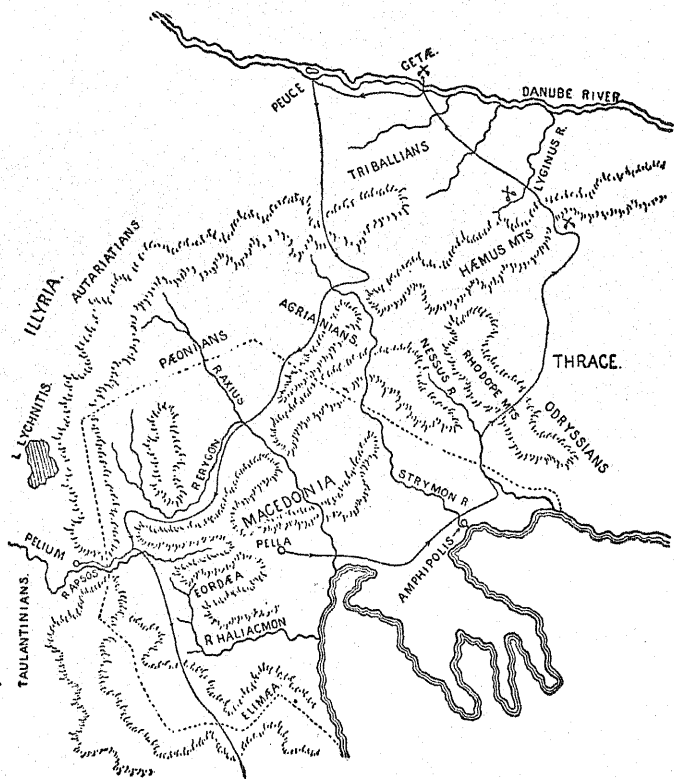 GETÆ.
DANUBE RIVER
PEUCE
TRIBALLIANS
LYGINUS R.
HÆMUS MTS
AUTARIATIANS
ILLYRIA.
AGRIANIANS.
PÆONIANS
R. AXIUS
NESSUS R.
RHODOPE MTS
THRACE.
ODRYSSIANS
L. LYCHNITIS.
R. ERYGON
MACEDONIA
STRYMON R
PELLA
AMPHIPOLIS
PELIUM
R. APSOS
TAULANTINIANS.
EORDÆA
R HALIACMON
ELIMÆA